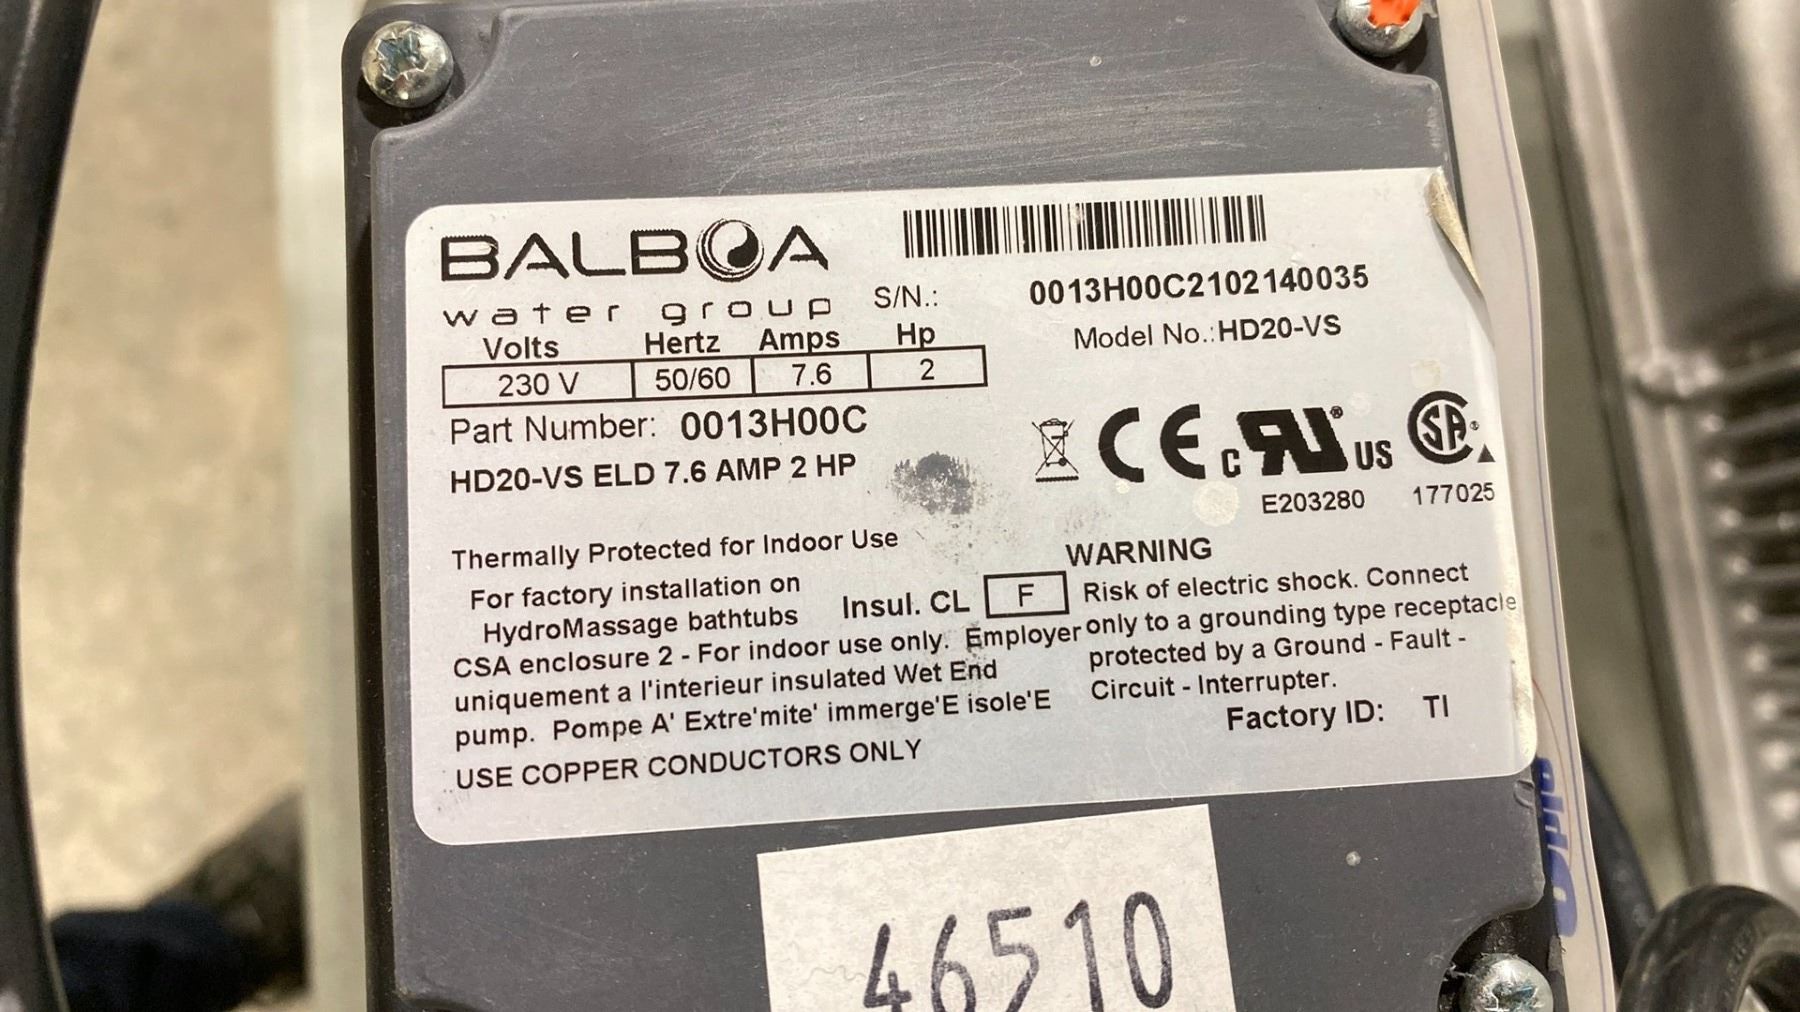 BALBOA
water group
S/N.: 0013H00C2102140035
Model No.: HD20-VS
Volts Hertz Amps Hp
230 V 50/60 7.6 2
Part Number: 0013H00C
HD20-VS ELD 7.6 AMP 2 HP
CE c RU ® US SA ®
E203280 177025
Thermally Protected for Indoor Use
For factory installation on
HydroMassage bathtubs
Insul. CL F
CSA enclosure 2 - For indoor use only. Employer
uniquement a l'interieur insulated Wet End
pump. Pompe A' Extre'mite' immerge'E isole'E
USE COPPER CONDUCTORS ONLY
WARNING
Risk of electric shock. Connect
only to a grounding type receptacle
protected by a Ground - Fault -
Circuit - Interrupter.
Factory ID: TI
46510